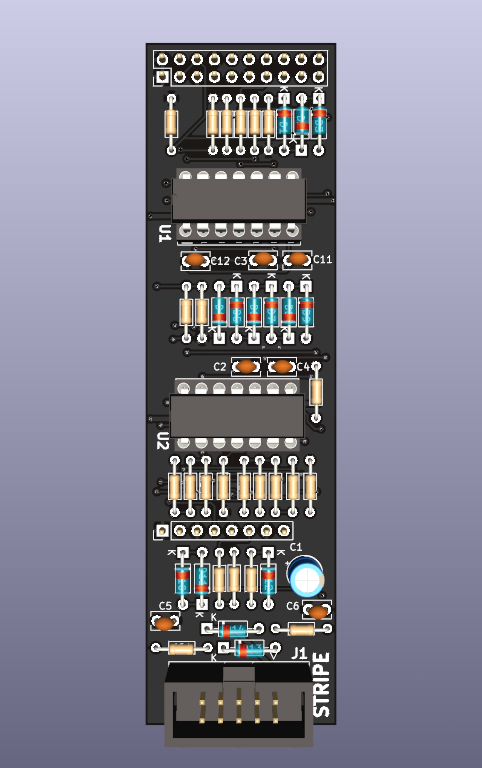 K K
K
U1
C12 C3 C11
K K K
K K K
C2 C4
U2
C1
K K
+
K
C5 C6
K
K
J1
STRIPE